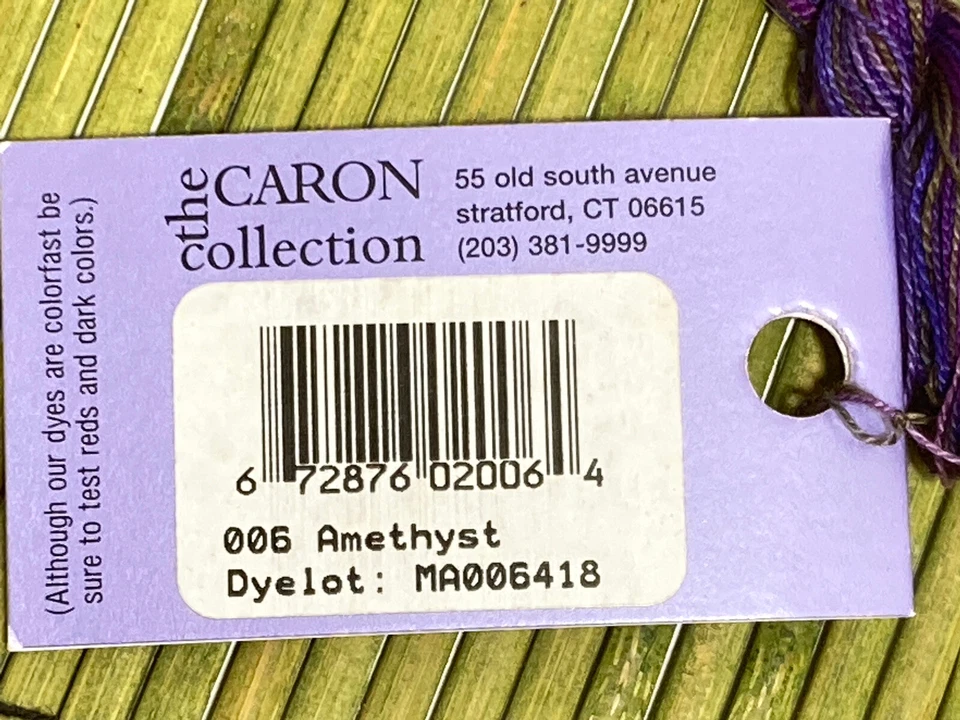 (Although our dyes are colorfast be
sure to test reds and dark colors.)
the CARON
collection
55 old south avenue
stratford, CT 06615
(203) 381-9999
6 72876 02006 4
006 Amethyst
Dyelot: MA006418